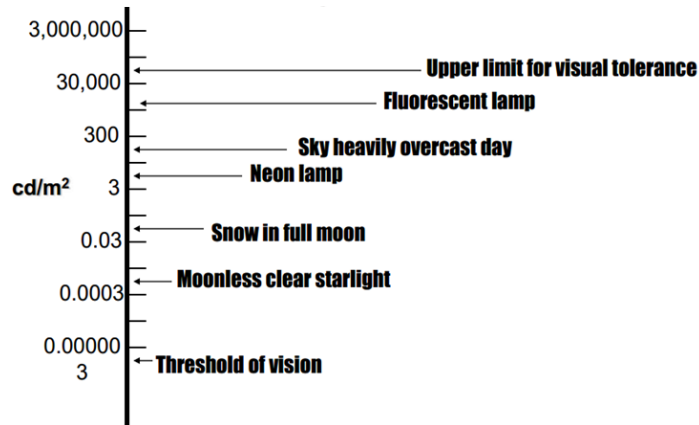 3,000,000
Upper limit for visual tolerance
30,000
Fluorescent lamp
300
Sky heavily overcast day
Neon lamp
cd/m² 3
Snow in full moon
0.03
Moonless clear starlight
0.0003
0.00000
3
Threshold of vision